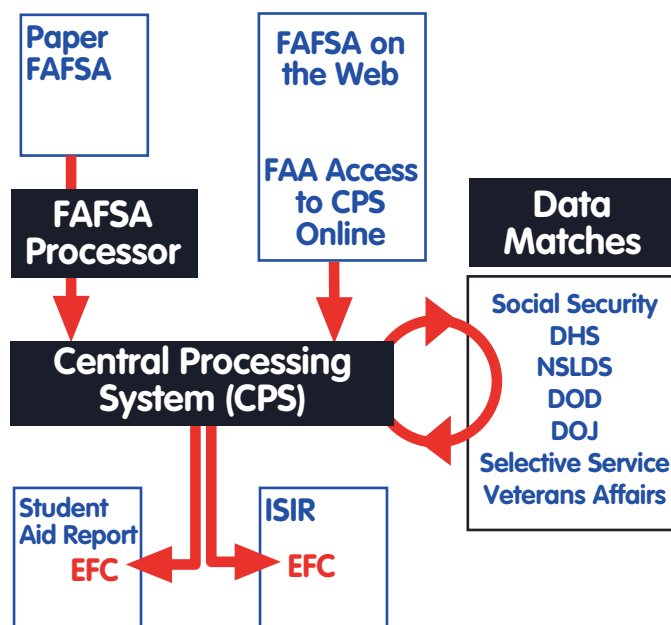 Paper
FAFSA
FAFSA on
the Web
FAA Access
to CPS
Online
FAFSA
Processor
Data
Matches
Social Security
DHS
NSLDS
DOD
DOJ
Selective Service
Veterans Affairs
Central Processing
System (CPS)
Student
Aid Report
EFC
ISIR
EFC